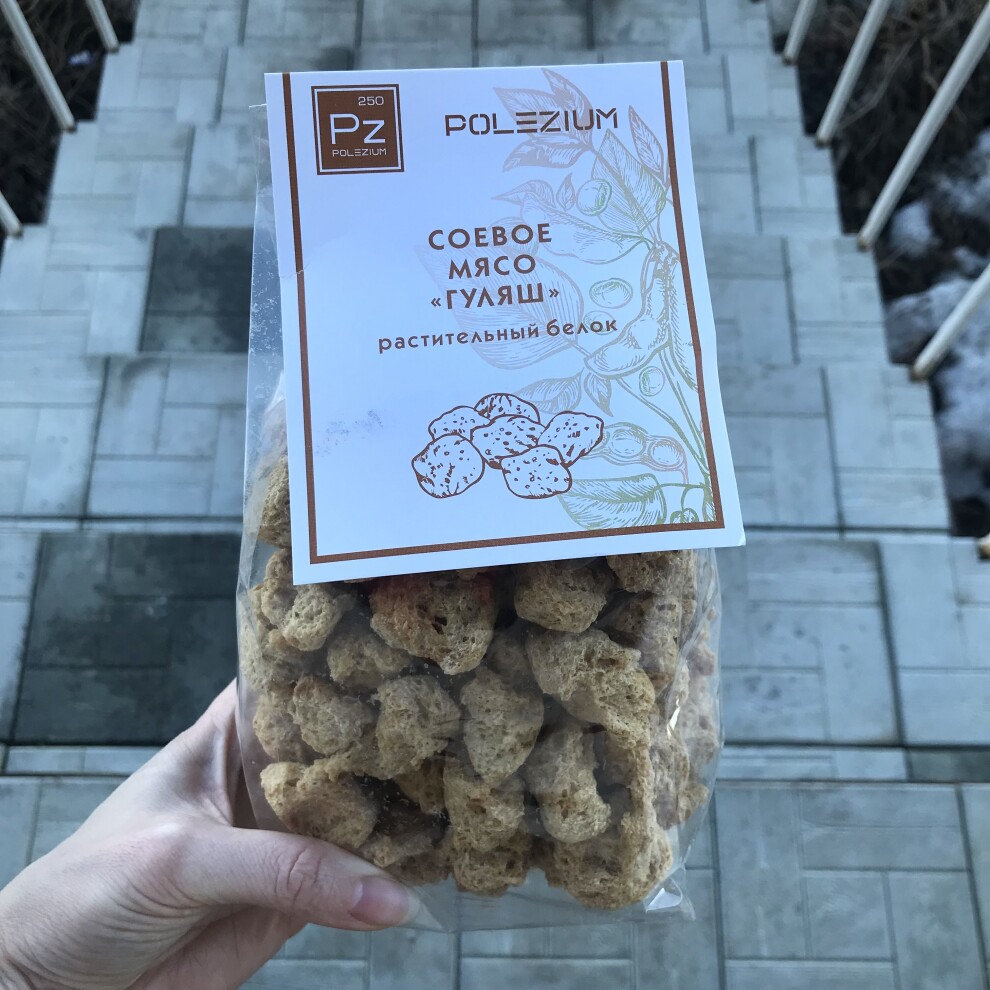 250
Pz
POLEZIUM
POLEZIUM
СОЕВОЕ
МЯСО
«ГУЛЯШ»
растительный белок